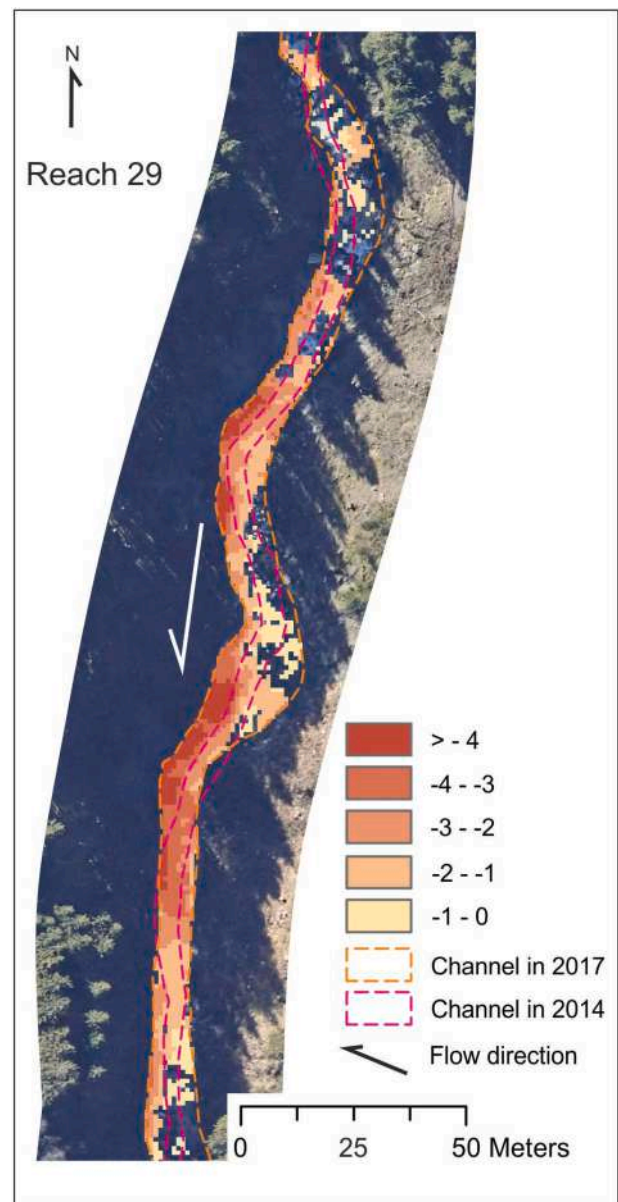 N
Reach 29
> - 4
-4 - -3
-3 - -2
-2 - -1
-1 - 0
Channel in 2017
Channel in 2014
Flow direction
0 25 50 Meters